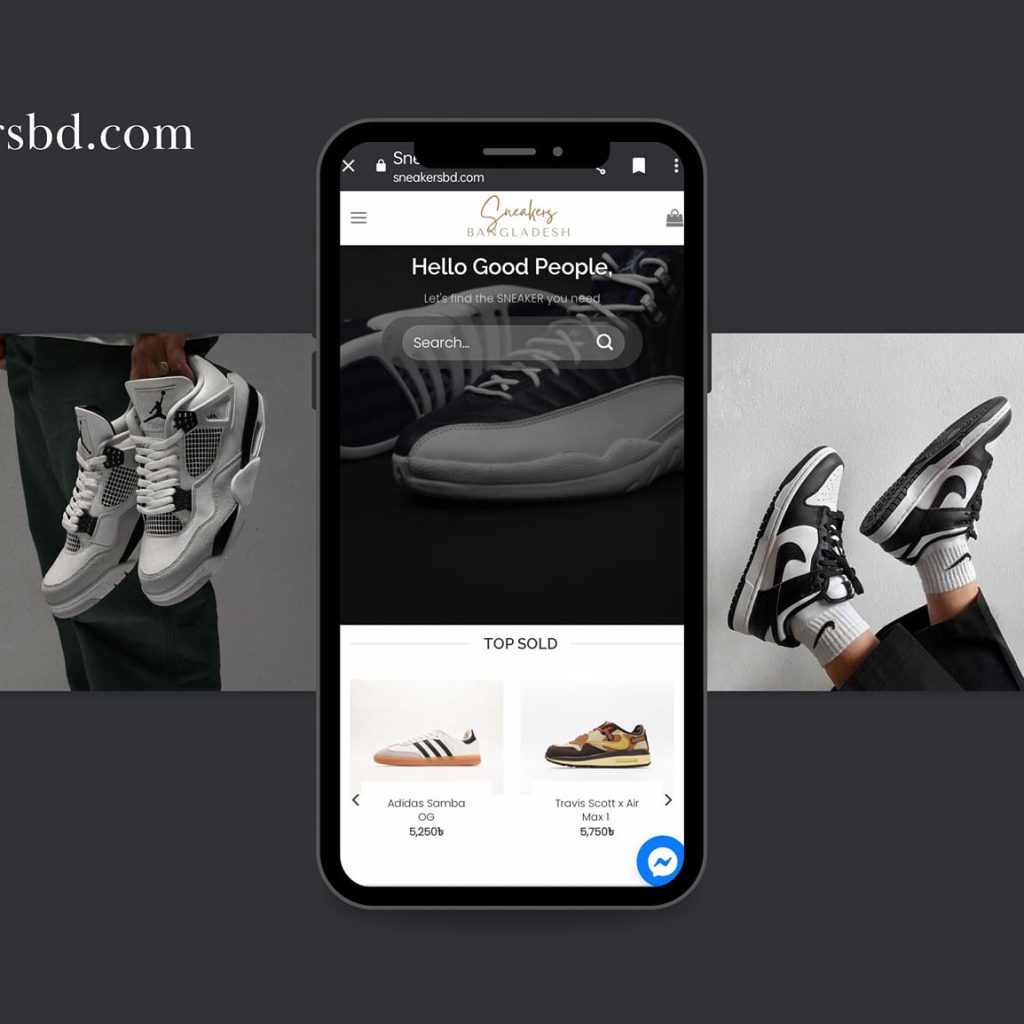 rsbd.com
Sne
sneakersbd.com
Sneakers
BANGLADESH
Hello Good People,
Let's find the SNEAKER you need
Search...
TOP SOLD
Adidas Samba
OG
5,250৳
Travis Scott x Air
Max 1
5,750৳